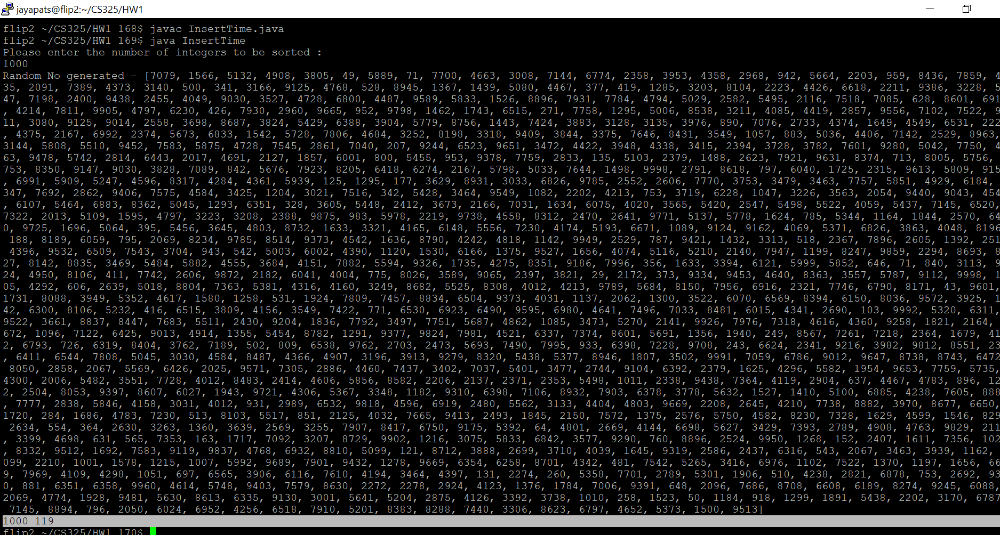 jayapats@flip2:~/CS325/HW1
flip2 ~/CS325/HW1 168$ javac InsertTime.java
flip2 ~/CS325/HW1 169$ java InsertTime
Please enter the number of integers to be sorted :
1000
Random No generated - [7079, 1566, 5132, 4908, 3805, 49, 5889, 71, 7700, 4663, 3008, 7144, 6774, 2358, 3953, 4358, 2968, 942, 5664, 2203, 959, 8436, 7859, 4
35, 2091, 7389, 4373, 3140, 500, 341, 3166, 9125, 4768, 528, 8945, 1367, 1439, 5080, 4467, 377, 419, 1285, 3203, 8104, 2223, 4426, 6618, 2211, 9386, 3228, 5
47, 7198, 2400, 9438, 2455, 4049, 9030, 3527, 4728, 6800, 4487, 9589, 5833, 1526, 8896, 7931, 7784, 4794, 5029, 2582, 5495, 2116, 7518, 7085, 628, 8601, 691
, 4214, 7811, 9905, 4797, 6230, 426, 7930, 2960, 9665, 952, 9798, 1462, 1743, 6515, 271, 7758, 1295, 5006, 8538, 3211, 4085, 4419, 2857, 9556, 7102, 7522, 9
11, 3080, 9125, 9014, 2558, 3698, 8687, 3824, 5429, 6388, 3904, 5779, 8756, 1443, 7424, 3883, 3128, 3135, 3976, 890, 7076, 2733, 4374, 1649, 4549, 6531, 222
, 4375, 2167, 6992, 2374, 5673, 6833, 1542, 5728, 7806, 4684, 3252, 8198, 3318, 9409, 3844, 3375, 7646, 8431, 3549, 1057, 883, 5036, 4406, 7142, 2529, 8963,
3144, 5808, 5510, 9452, 7583, 5875, 4728, 7545, 2861, 7040, 207, 9244, 6523, 9651, 3472, 4422, 3948, 4338, 3415, 2394, 3728, 3782, 7601, 9280, 5042, 7750, 4
63, 9478, 5742, 2814, 6443, 2017, 4691, 2127, 1857, 6001, 800, 5455, 953, 9378, 7759, 2833, 135, 5103, 2379, 1488, 2623, 7921, 9631, 8374, 713, 8005, 5756,
753, 8350, 9147, 9030, 3828, 7089, 842, 5676, 7923, 8205, 6418, 6274, 2167, 5798, 5033, 7644, 1498, 9998, 2791, 8618, 797, 6040, 1725, 2315, 9613, 5809, 915
, 6991, 5909, 5247, 4596, 8317, 4284, 4361, 5939, 125, 1295, 177, 3629, 8931, 3033, 6826, 9785, 2552, 2606, 7770, 3753, 3479, 3463, 7757, 5851, 4929, 6184,
347, 7692, 2862, 9406, 7575, 4584, 3425, 1204, 3021, 7516, 342, 5428, 3464, 9549, 1082, 2202, 4213, 753, 3719, 6228, 1047, 3226, 3563, 2054, 9440, 9043, 454
, 6107, 5464, 6883, 8362, 5045, 1293, 6351, 328, 3605, 5448, 2412, 3673, 2166, 7031, 1634, 6075, 4020, 3565, 5420, 2547, 5498, 5522, 4059, 5437, 7145, 6520,
7322, 2013, 5109, 1595, 4797, 3223, 3208, 2388, 9875, 983, 5978, 2219, 9738, 4558, 8312, 2470, 2641, 9771, 5137, 5778, 1624, 785, 5344, 1164, 1844, 2570, 64
0, 9725, 1696, 5064, 395, 5456, 3645, 4803, 8732, 1633, 3321, 4165, 6148, 5556, 7230, 4174, 5193, 6671, 1089, 9124, 9162, 4069, 5371, 6826, 3863, 4048, 8196
188, 8189, 6059, 795, 2069, 8234, 9785, 8514, 9373, 4542, 1636, 8790, 4242, 4818, 1142, 9949, 2529, 787, 9421, 1432, 3313, 518, 2367, 7896, 2605, 1392, 251
4396, 9532, 6509, 7543, 3704, 943, 542, 5003, 6002, 4390, 1120, 1530, 6166, 1375, 9527, 1656, 4074, 5116, 5210, 2140, 7947, 1199, 8247, 9859, 2294, 8693, 8
27, 8142, 8835, 3469, 5484, 5882, 4555, 3684, 4151, 7882, 5594, 9326, 1735, 4275, 8351, 9186, 7996, 356, 1633, 3394, 6121, 5999, 5852, 646, 71, 840, 3113, 9
24, 4950, 8106, 411, 7742, 2606, 9872, 2182, 6041, 4004, 775, 8026, 3589, 9065, 2397, 3821, 29, 2172, 373, 9334, 9453, 4640, 8363, 3557, 5787, 9112, 9998, 1
05, 4292, 606, 2639, 5018, 8804, 7363, 5381, 4316, 4160, 3249, 8682, 5525, 8308, 4012, 4213, 9789, 5684, 8150, 7956, 6916, 2321, 7746, 6790, 8171, 43, 9601,
1731, 8088, 3949, 5352, 4617, 1580, 1258, 531, 1924, 7809, 7457, 8834, 6504, 9373, 4031, 1137, 2062, 1300, 3522, 6070, 6569, 8394, 6150, 8036, 9572, 3925, 1
42, 6300, 8106, 5232, 416, 6515, 3809, 4156, 3549, 7422, 771, 6530, 6923, 6490, 9595, 6980, 4641, 7496, 7033, 8481, 6015, 4341, 2690, 103, 9992, 5320, 6311,
9522, 3661, 8837, 8447, 7683, 5511, 2430, 9204, 1836, 7792, 3497, 7751, 5687, 4862, 1085, 3473, 5270, 2141, 9926, 7976, 7318, 4616, 4360, 9258, 1821, 2164,
672, 1096, 7122, 6425, 9013, 4914, 1355, 5454, 8782, 1291, 9377, 9824, 7981, 4521, 6337, 7374, 8601, 5691, 1356, 1940, 249, 8567, 7261, 7218, 2364, 1679, 41
2, 6793, 726, 6319, 8404, 3762, 7189, 502, 809, 6538, 9762, 2703, 2473, 5693, 7490, 7995, 933, 6398, 7228, 9708, 243, 6624, 2341, 9216, 3982, 9812, 8551, 23
, 6411, 6544, 7808, 5045, 3030, 4584, 8487, 4366, 4907, 3196, 3913, 9279, 8320, 5438, 5377, 8946, 1807, 3502, 9991, 7059, 6786, 9012, 9647, 8738, 8743, 6472
8050, 2858, 2067, 5569, 6426, 2025, 9571, 7305, 2886, 4460, 7437, 3402, 7037, 5401, 3477, 2744, 9104, 6392, 2379, 1625, 4296, 5582, 1954, 9653, 7759, 5735,
4300, 2006, 5482, 3551, 7728, 4012, 8483, 2414, 4606, 5856, 8582, 2206, 2137, 2371, 2353, 5498, 1011, 2338, 9438, 7364, 4119, 2904, 637, 4467, 4783, 896, 12
2, 2504, 8053, 9397, 8607, 6027, 1943, 9721, 4306, 5367, 3348, 1182, 9310, 6398, 7106, 8932, 7903, 6378, 3778, 5632, 1527, 1410, 5100, 6885, 4238, 7605, 888
, 7777, 2838, 5846, 4158, 3031, 4012, 931, 2989, 6532, 9818, 4596, 6919, 2480, 5562, 3133, 4404, 4803, 9669, 2208, 2645, 4210, 7738, 8882, 3970, 8677, 6650,
1720, 284, 1686, 4783, 7230, 513, 8103, 5517, 851, 2125, 4032, 7665, 9413, 2493, 1845, 2150, 7572, 1375, 2576, 5750, 4582, 8230, 7328, 1629, 4599, 1546, 829
2634, 554, 364, 2630, 3263, 1360, 3639, 2569, 3255, 7907, 8417, 6750, 9175, 5392, 64, 4801, 2669, 4144, 6698, 5627, 3429, 7393, 2789, 4908, 4763, 9829, 211
, 3399, 4698, 631, 565, 7353, 163, 1717, 7092, 3207, 8729, 9902, 1216, 3075, 5833, 6842, 3577, 9290, 760, 8896, 2524, 9950, 1268, 152, 2407, 1611, 7356, 102
, 8332, 9512, 1692, 7583, 9119, 9837, 4768, 6932, 8810, 5099, 121, 8712, 3888, 2699, 3710, 4039, 1645, 9319, 2586, 2437, 6316, 543, 2067, 3463, 3939, 1162,
099, 2210, 1001, 1578, 1215, 1007, 5992, 9689, 7901, 9432, 1278, 9669, 6354, 6258, 8701, 4342, 481, 7542, 5265, 3416, 6976, 1102, 7522, 1370, 1197, 1656, 66
9, 7969, 4109, 4298, 1051, 697, 6565, 3906, 6116, 7610, 4194, 3464, 4397, 131, 2274, 260, 5358, 7701, 2789, 5301, 1906, 510, 4238, 2821, 6878, 753, 2692, 93
0, 881, 6351, 6358, 9960, 4614, 5748, 9403, 7579, 8630, 2272, 2278, 2924, 4123, 1376, 1784, 7006, 9391, 648, 2096, 7686, 8708, 6608, 6189, 8274, 9245, 6088,
2069, 4774, 1928, 9481, 5630, 8613, 6335, 9130, 3001, 5641, 5204, 2875, 4126, 3392, 3738, 1010, 258, 1523, 50, 1184, 918, 1299, 1891, 5438, 2202, 3170, 6787
7145, 8894, 796, 2050, 6024, 6952, 4256, 6518, 7910, 5201, 8383, 8288, 7440, 3306, 8623, 6797, 4652, 5373, 1500, 9513]
1000 119
flip2 ~/CS325/HW1 170$